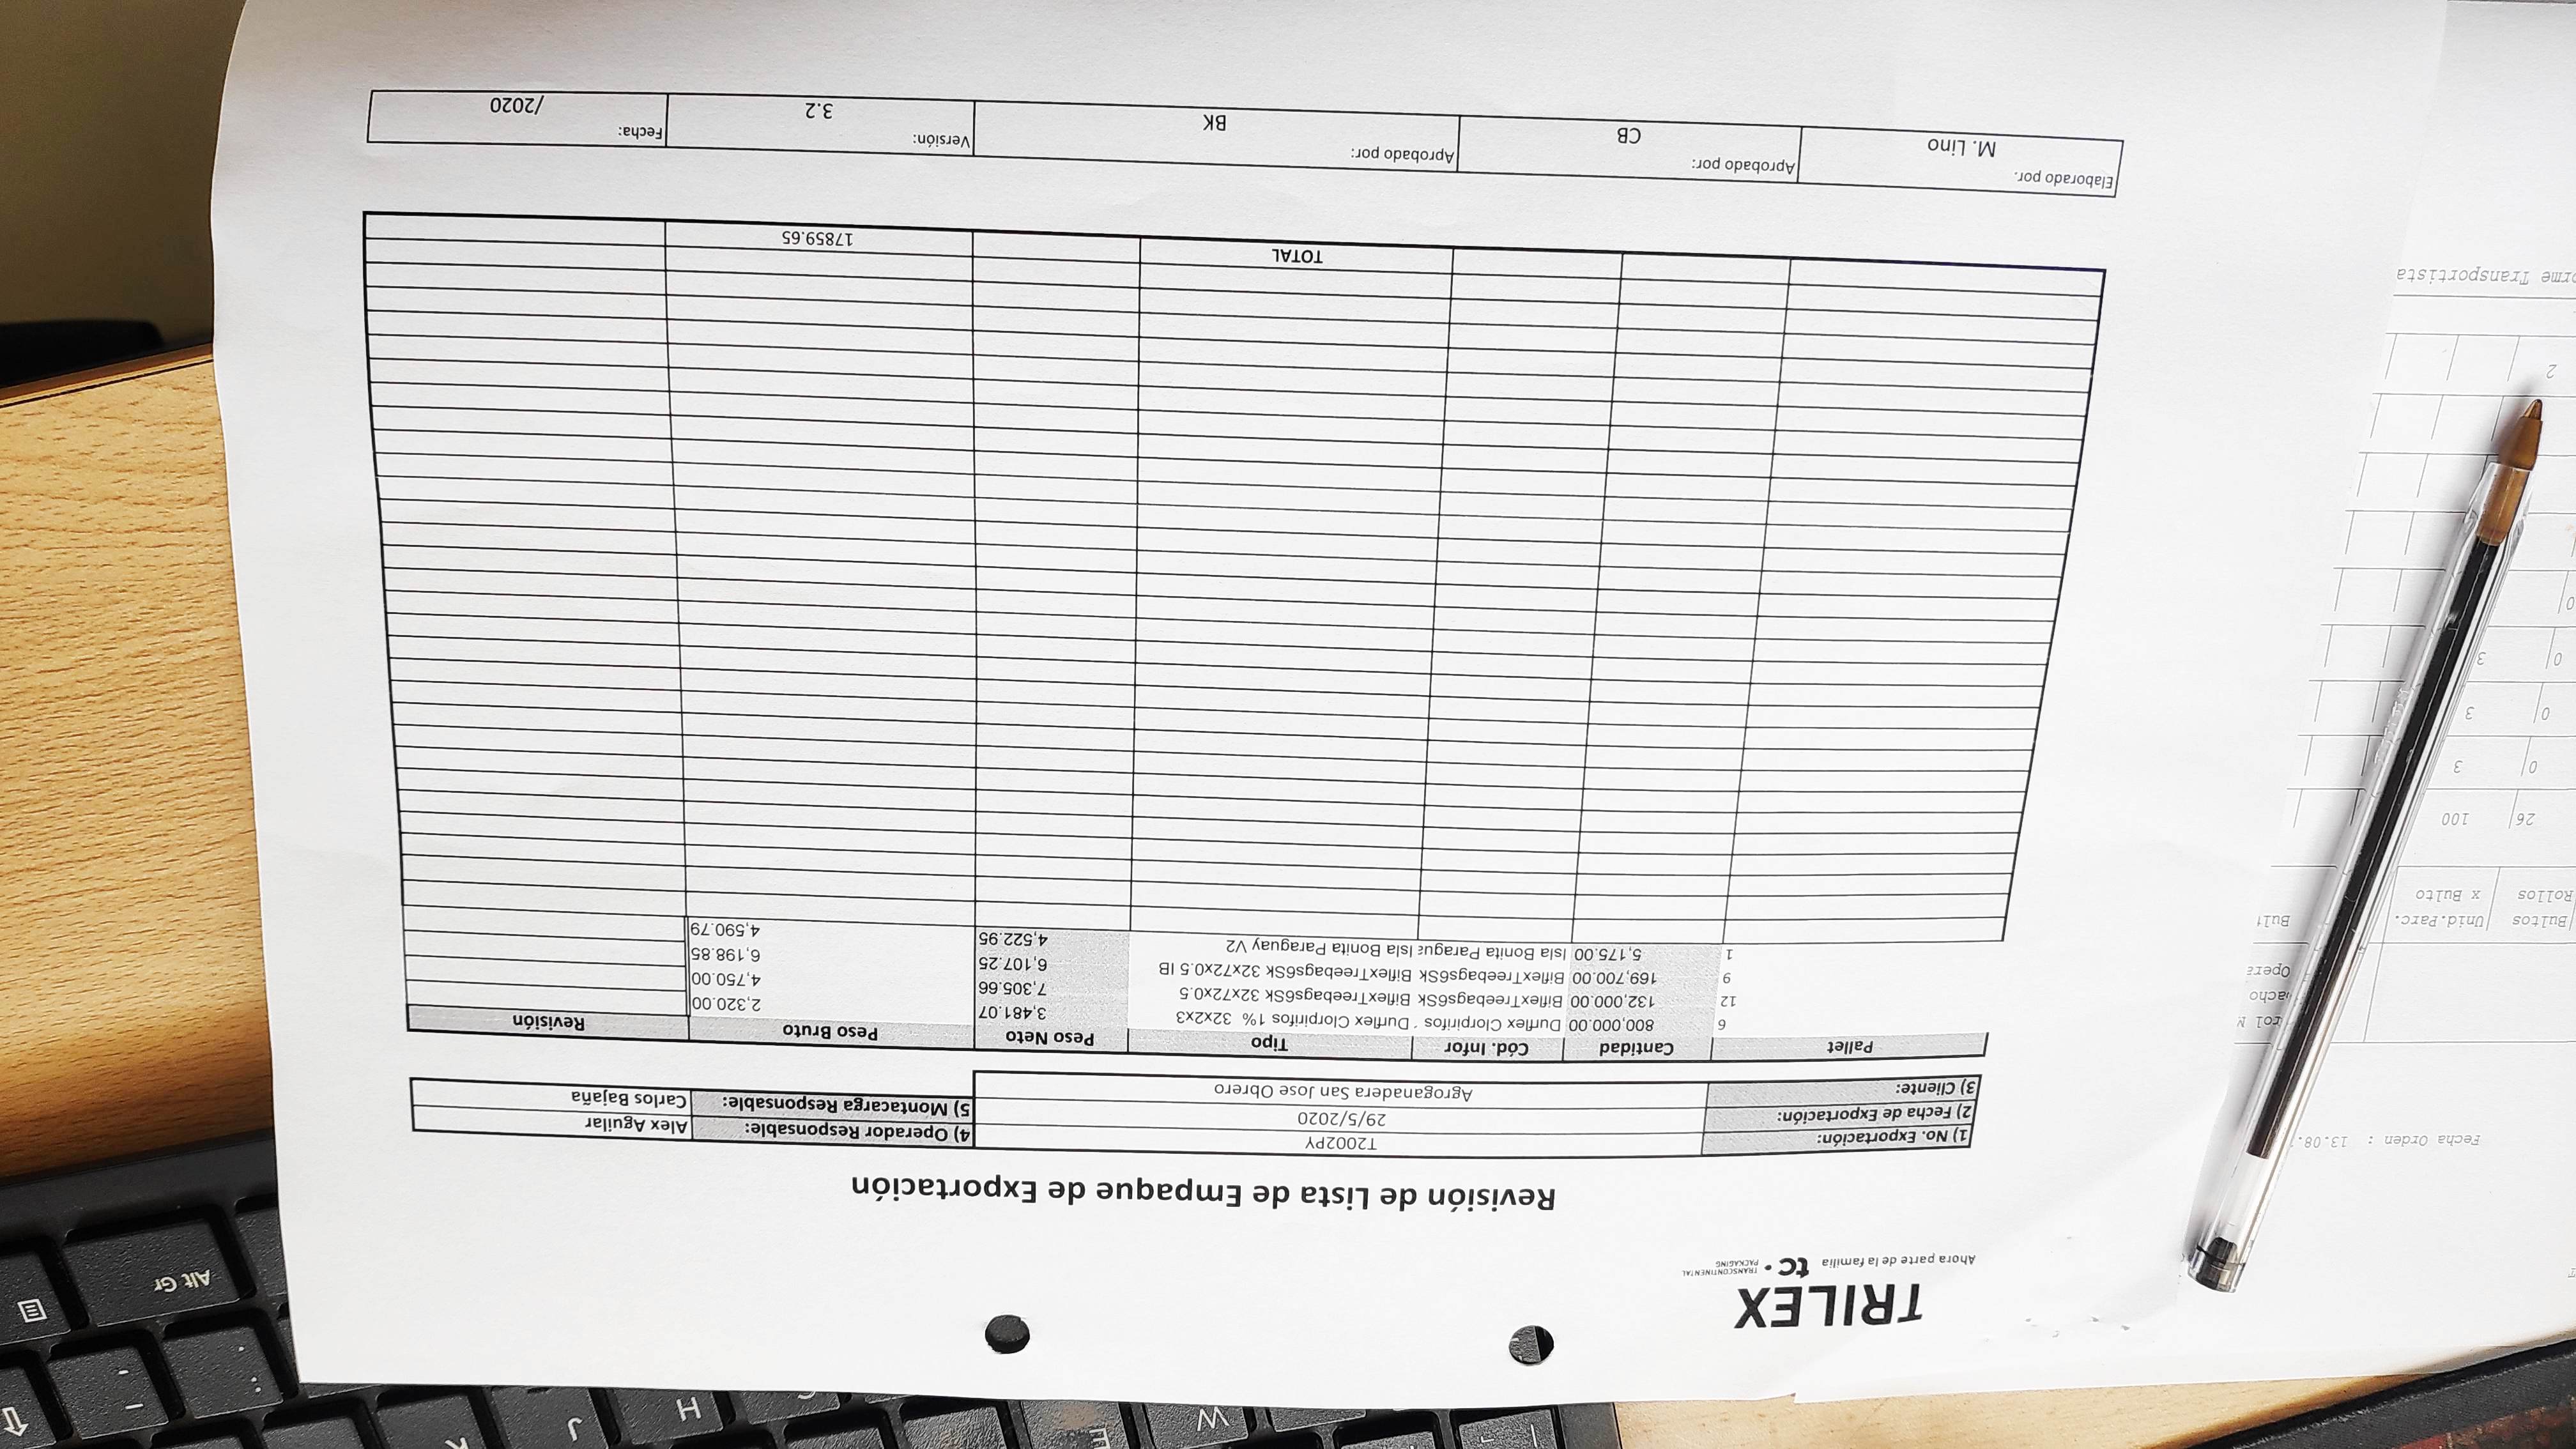 TRILEX
Ahora parte de la familia tc • TRANSCONTINENTAL PACKAGING
Revisión de Lista de Empaque de Exportación
1) No. Exportación: T2002PY
2) Fecha de Exportación: 29/5/2020
3) Cliente: Agroganadera San Jose Obrero
4) Operador Responsable: Alex Aguilar
5) Montacarga Responsable: Carlos Bajaña
Pallet Cantidad Cód. Infor Tipo Peso Neto Peso Bruto Revisión
6 800,000.00 Durflex Clorpirifos Durflex Clorpirifos 1% 32x2x3 3,481.07 2,320.00
12 132,000.00 BiflexTreebags6Sk BiflexTreebags6Sk 32x72x0.5 7,305.66 4,750.00
9 169,700.00 BiflexTreebags6Sk BiflexTreebags6Sk 32x72x0.5 IB 6,107.25 6,198.85
1 5,175.00 Isla Bonita Paragua Isla Bonita Paraguay V2 4,522.95 4,590.79
TOTAL 17859.65
Elaborado por. M. Lino
Aprobado por: CB
Aprobado por: BK
Versión: 3.2
Fecha: /2020
Fecha Orden : 13.08.
Bultos Unid.Parc. Bult
Rollos x Bulto
26 100
0 3
0 3
0 3
0
2
Transportista
W E H J K
Alt Gr